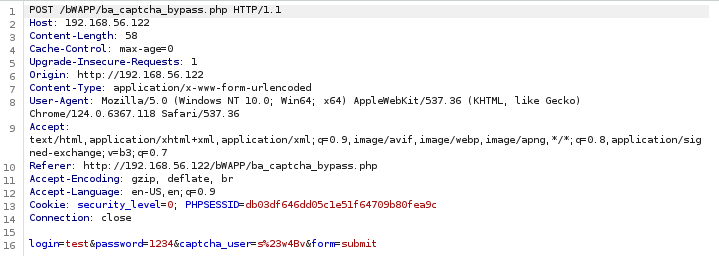 1 POST /bWAPP/ba_captcha_bypass.php HTTP/1.1
2 Host: 192.168.56.122
3 Content-Length: 58
4 Cache-Control: max-age=0
5 Upgrade-Insecure-Requests: 1
6 Origin: http://192.168.56.122
7 Content-Type: application/x-www-form-urlencoded
8 User-Agent: Mozilla/5.0 (Windows NT 10.0; Win64; x64) AppleWebKit/537.36 (KHTML, like Gecko)
Chrome/124.0.6367.118 Safari/537.36
9 Accept:
text/html,application/xhtml+xml,application/xml;q=0.9,image/avif,image/webp,image/apng,*/*;q=0.8,application/sig
ned-exchange;v=b3;q=0.7
10 Referer: http://192.168.56.122/bWAPP/ba_captcha_bypass.php
11 Accept-Encoding: gzip, deflate, br
12 Accept-Language: en-US,en;q=0.9
13 Cookie: security_level=0; PHPSESSID=db03df646dd05c1e51f64709b80fea9c
14 Connection: close
15
16 login=test&password=1234&captcha_user=s%23w4Bv&form=submit